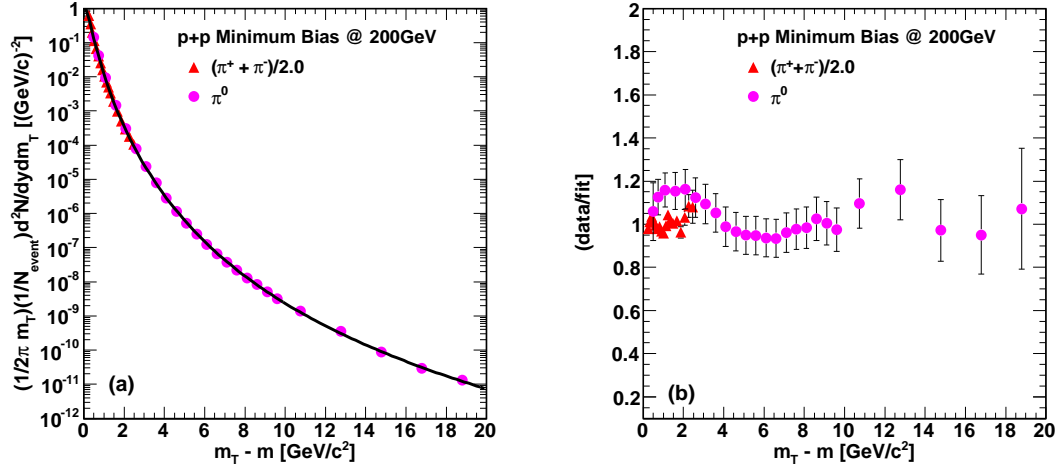 p+p Minimum Bias @ 200GeV
(π⁺ + π⁻)/2.0
π⁰
1
10⁻¹
10⁻²
10⁻³
10⁻⁴
10⁻⁵
10⁻⁶
10⁻⁷
10⁻⁸
10⁻⁹
10⁻¹⁰
10⁻¹¹
10⁻¹²
(1/2π m_T)(1/N_event)d²N/dydm_T [(GeV/c)⁻²]
(a)
0 2 4 6 8 10 12 14 16 18 20
m_T - m [GeV/c²]
p+p Minimum Bias @ 200GeV
(π⁺+π⁻)/2.0
π⁰
2
1.8
1.6
1.4
1.2
1
0.8
0.6
0.4
0.2
(data/fit)
(b)
0 2 4 6 8 10 12 14 16 18 20
m_T - m [GeV/c²]